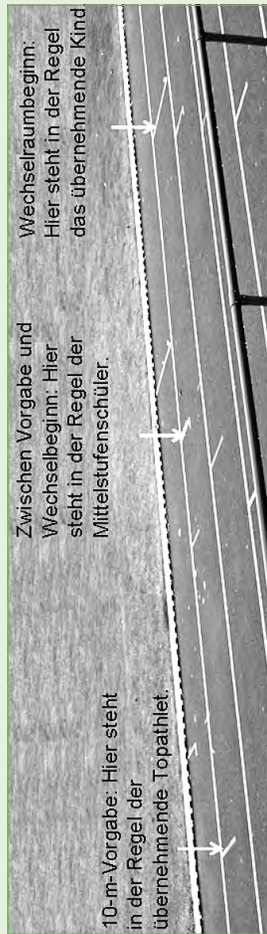 10-m-Vorgabe: Hier steht
in der Regel der
übernehmende Topathlet.
Zwischen Vorgabe und
Wechselbeginn: Hier
steht in der Regel der
Mittelstufenschüler.
Wechselraumbeginn:
Hier steht in der Regel
das übernehmende Kind.